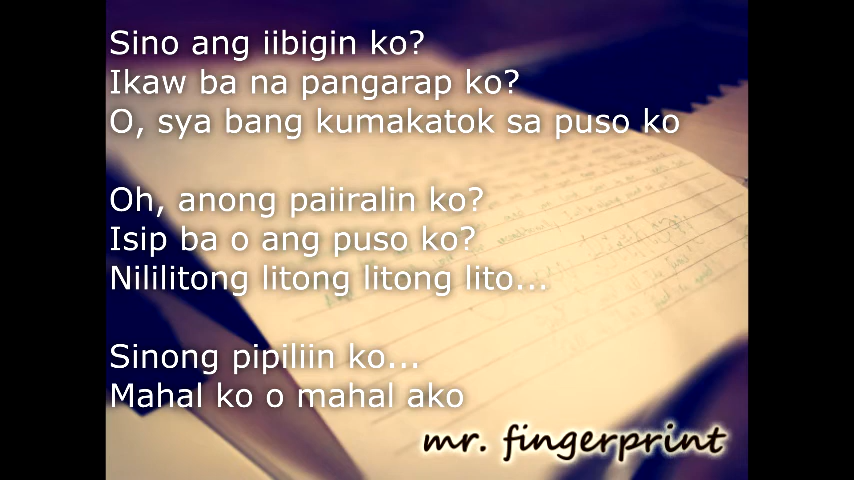 Sino ang iibigin ko?
Ikaw ba na pangarap ko?
O, sya bang kumakatok sa puso ko
Oh, anong paiiralin ko?
Isip ba o ang puso ko?
Nililitong litong litong lito...
Sinong pipiliin ko...
Mahal ko o mahal ako
mr. fingerprint